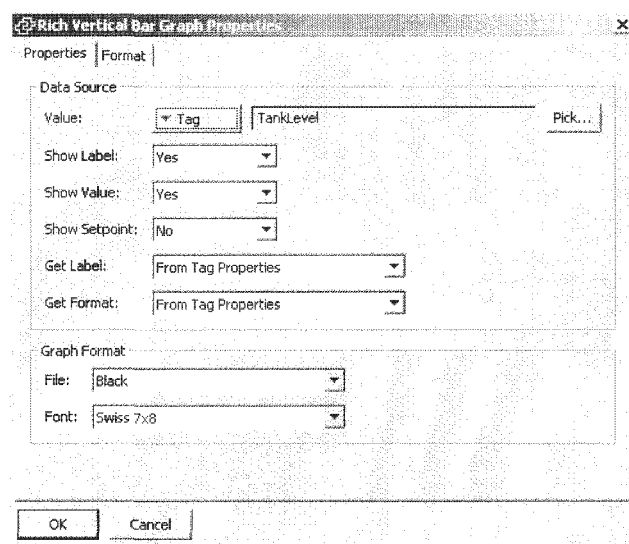 Rich Vertical Bar Graph Properties
Properties Format
Data Source
Value: Tag TankLevel Pick...
Show Label: Yes
Show Value: Yes
Show Setpoint: No
Get Label: From Tag Properties
Get Format: From Tag Properties
Graph Format
File: Black
Font: Swiss 7x8
OK Cancel